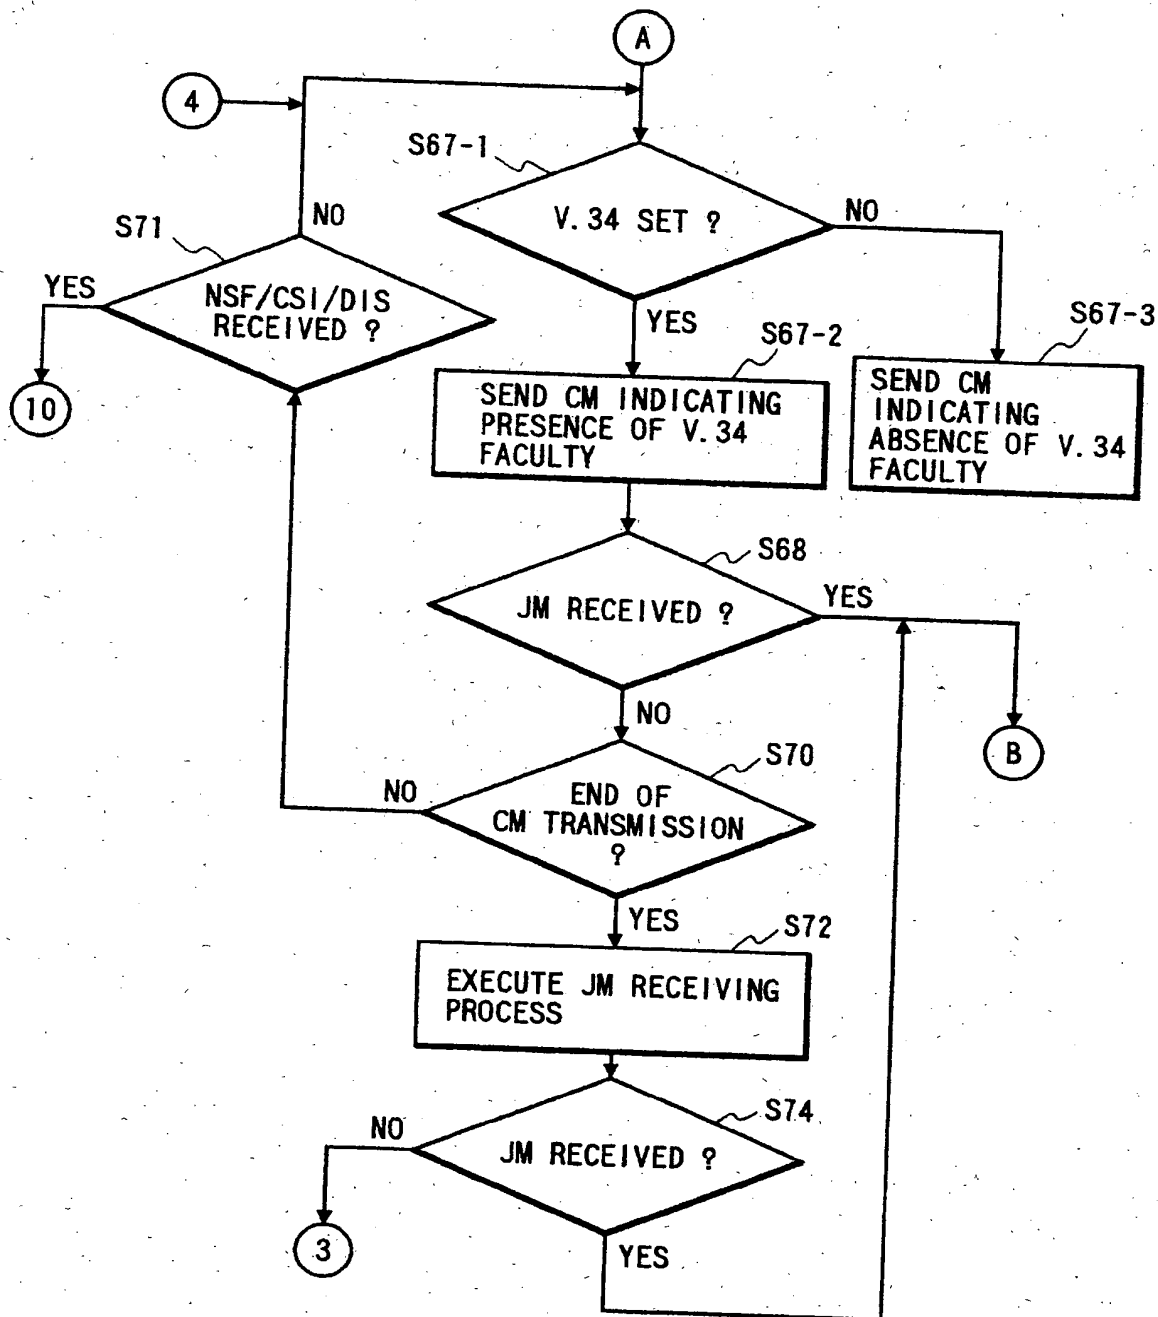 A
4
S67-1
V.34 SET ?
NO
S71
NO
YES
NSF/CSI/DIS
RECEIVED ?
YES
S67-2
S67-3
10
SEND CM INDICATING
PRESENCE OF V.34
FACULTY
SEND CM
INDICATING
ABSENCE OF V.34
FACULTY
S68
JM RECEIVED ?
YES
NO
B
S70
NO
END OF
CM TRANSMISSION
?
YES
S72
EXECUTE JM RECEIVING
PROCESS
S74
NO
JM RECEIVED ?
3
YES